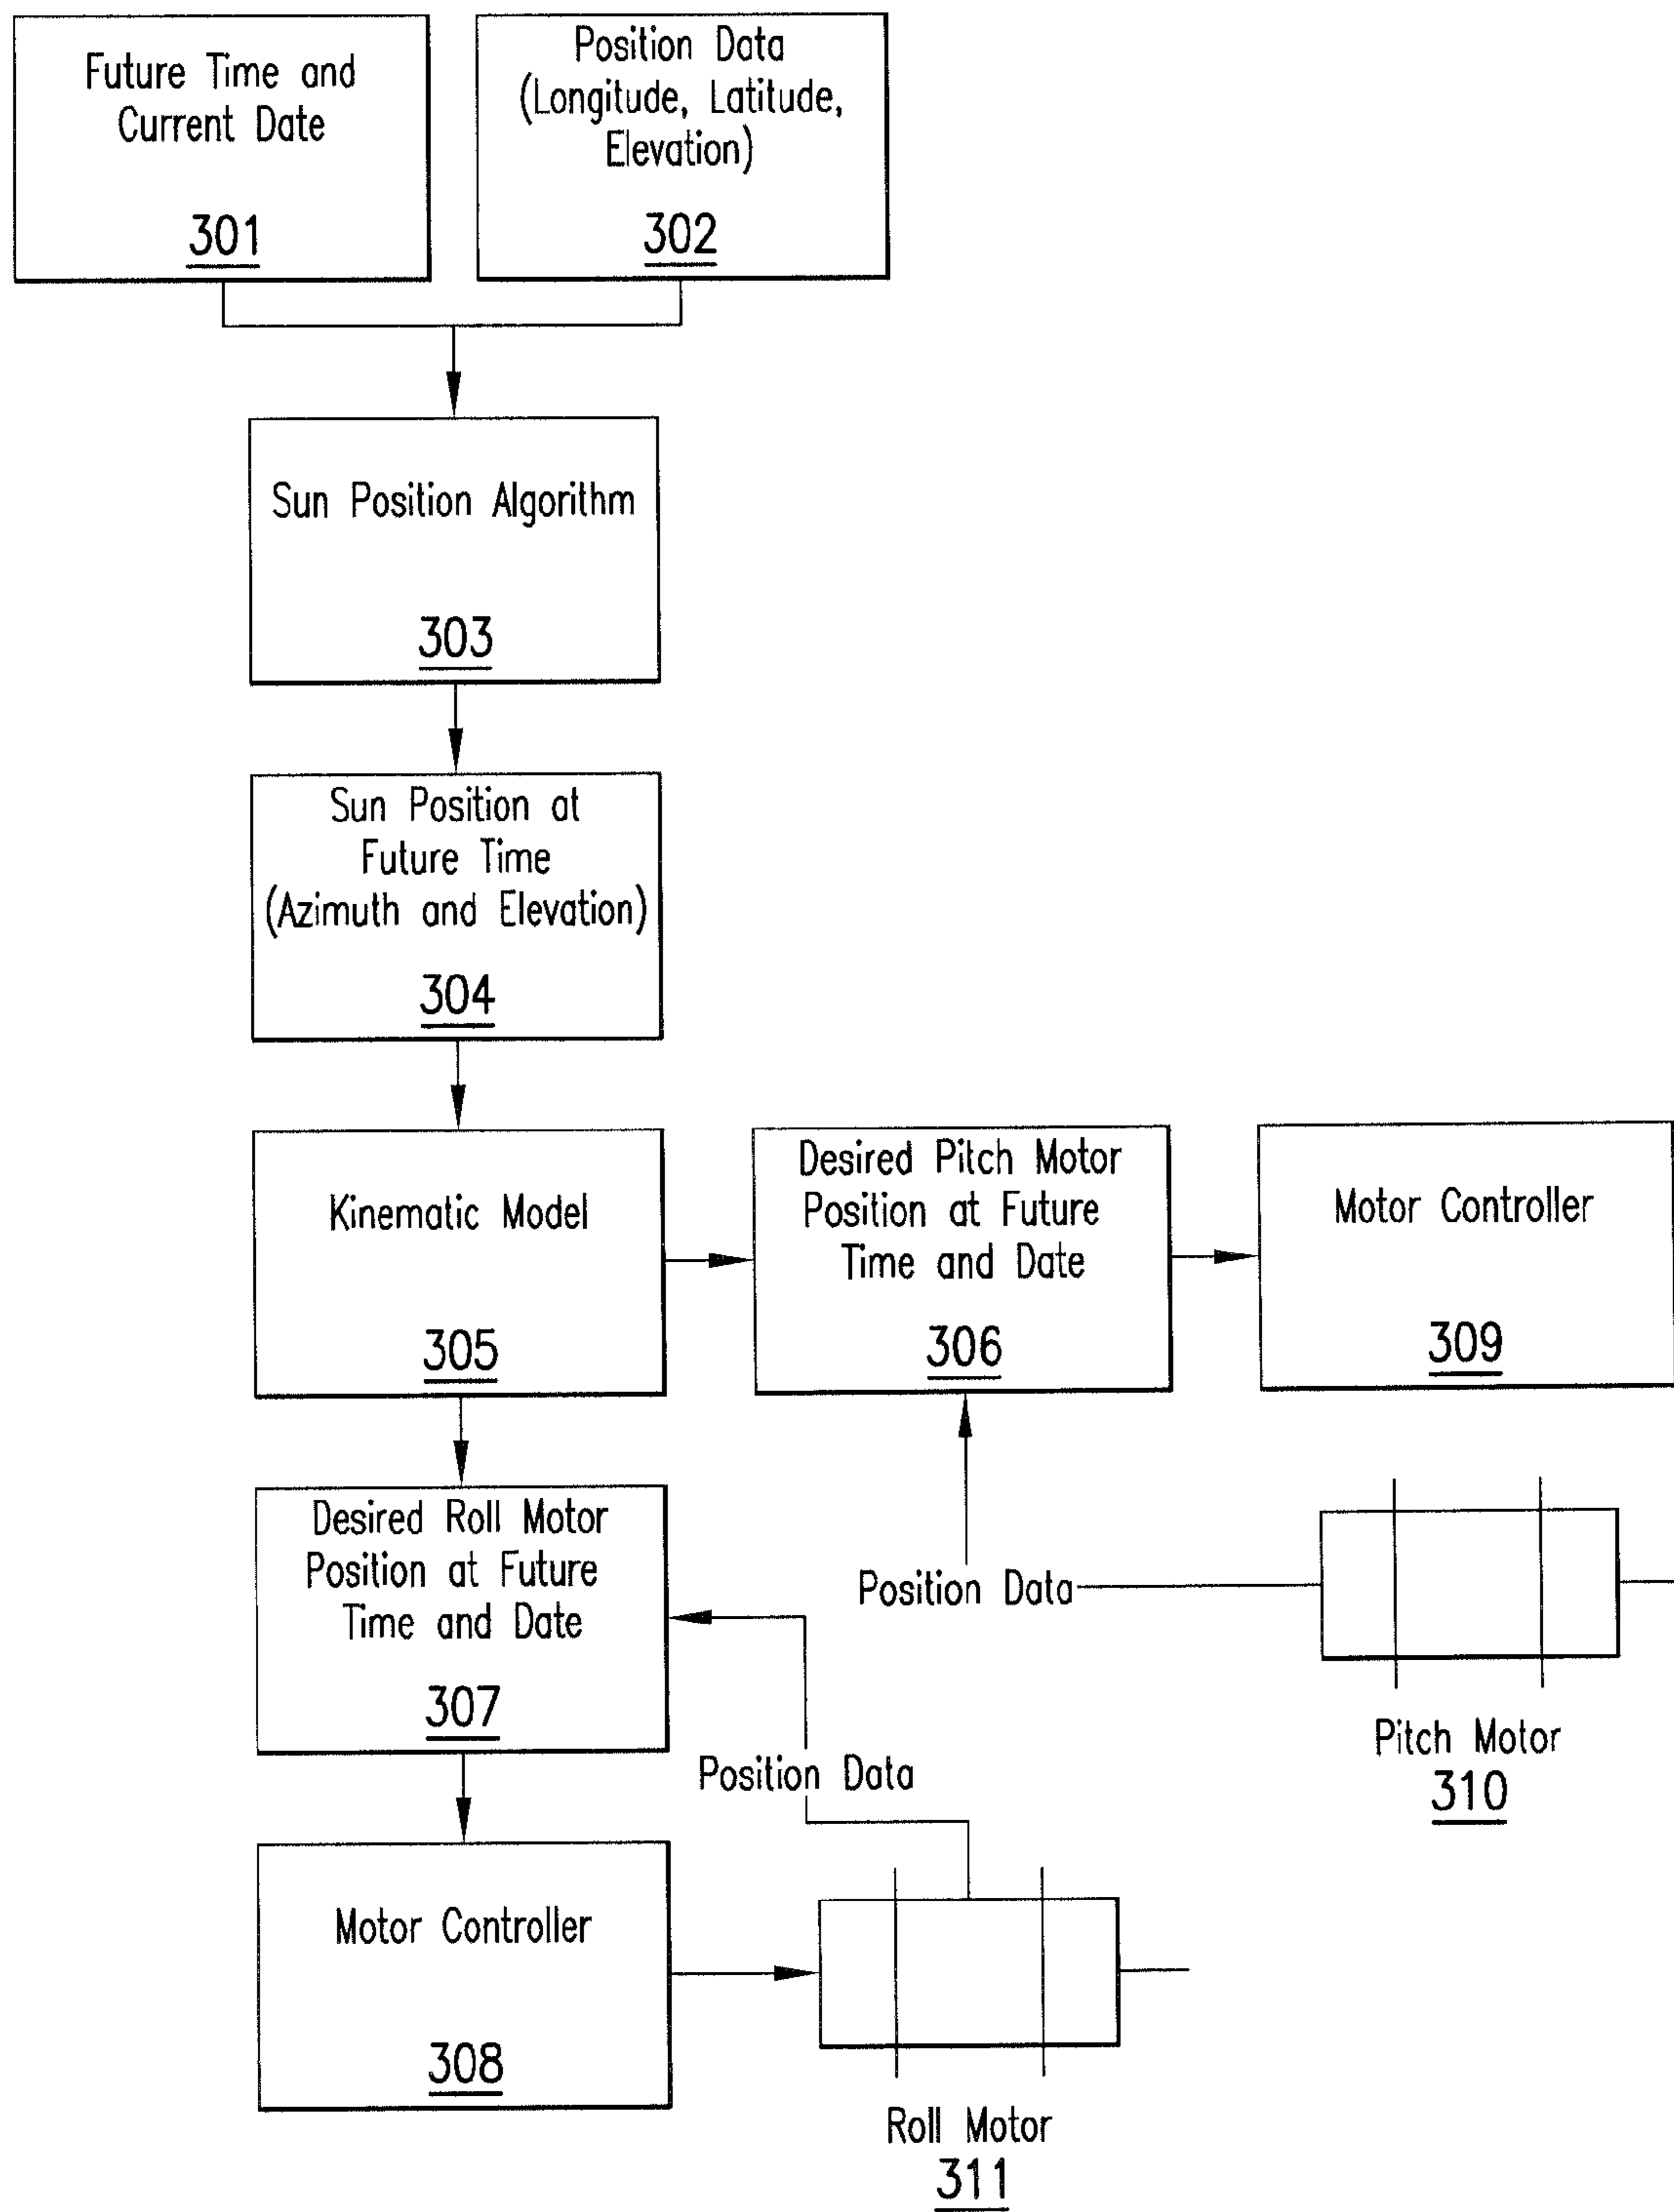 Future Time and
Current Date
301
Position Data
(Longitude, Latitude,
Elevation)
302
Sun Position Algorithm
303
Sun Position at
Future Time
(Azimuth and Elevation)
304
Kinematic Model
305
Desired Pitch Motor
Position at Future
Time and Date
306
Motor Controller
309
Desired Roll Motor
Position at Future
Time and Date
307
Position Data
Pitch Motor
310
Position Data
Motor Controller
308
Roll Motor
311